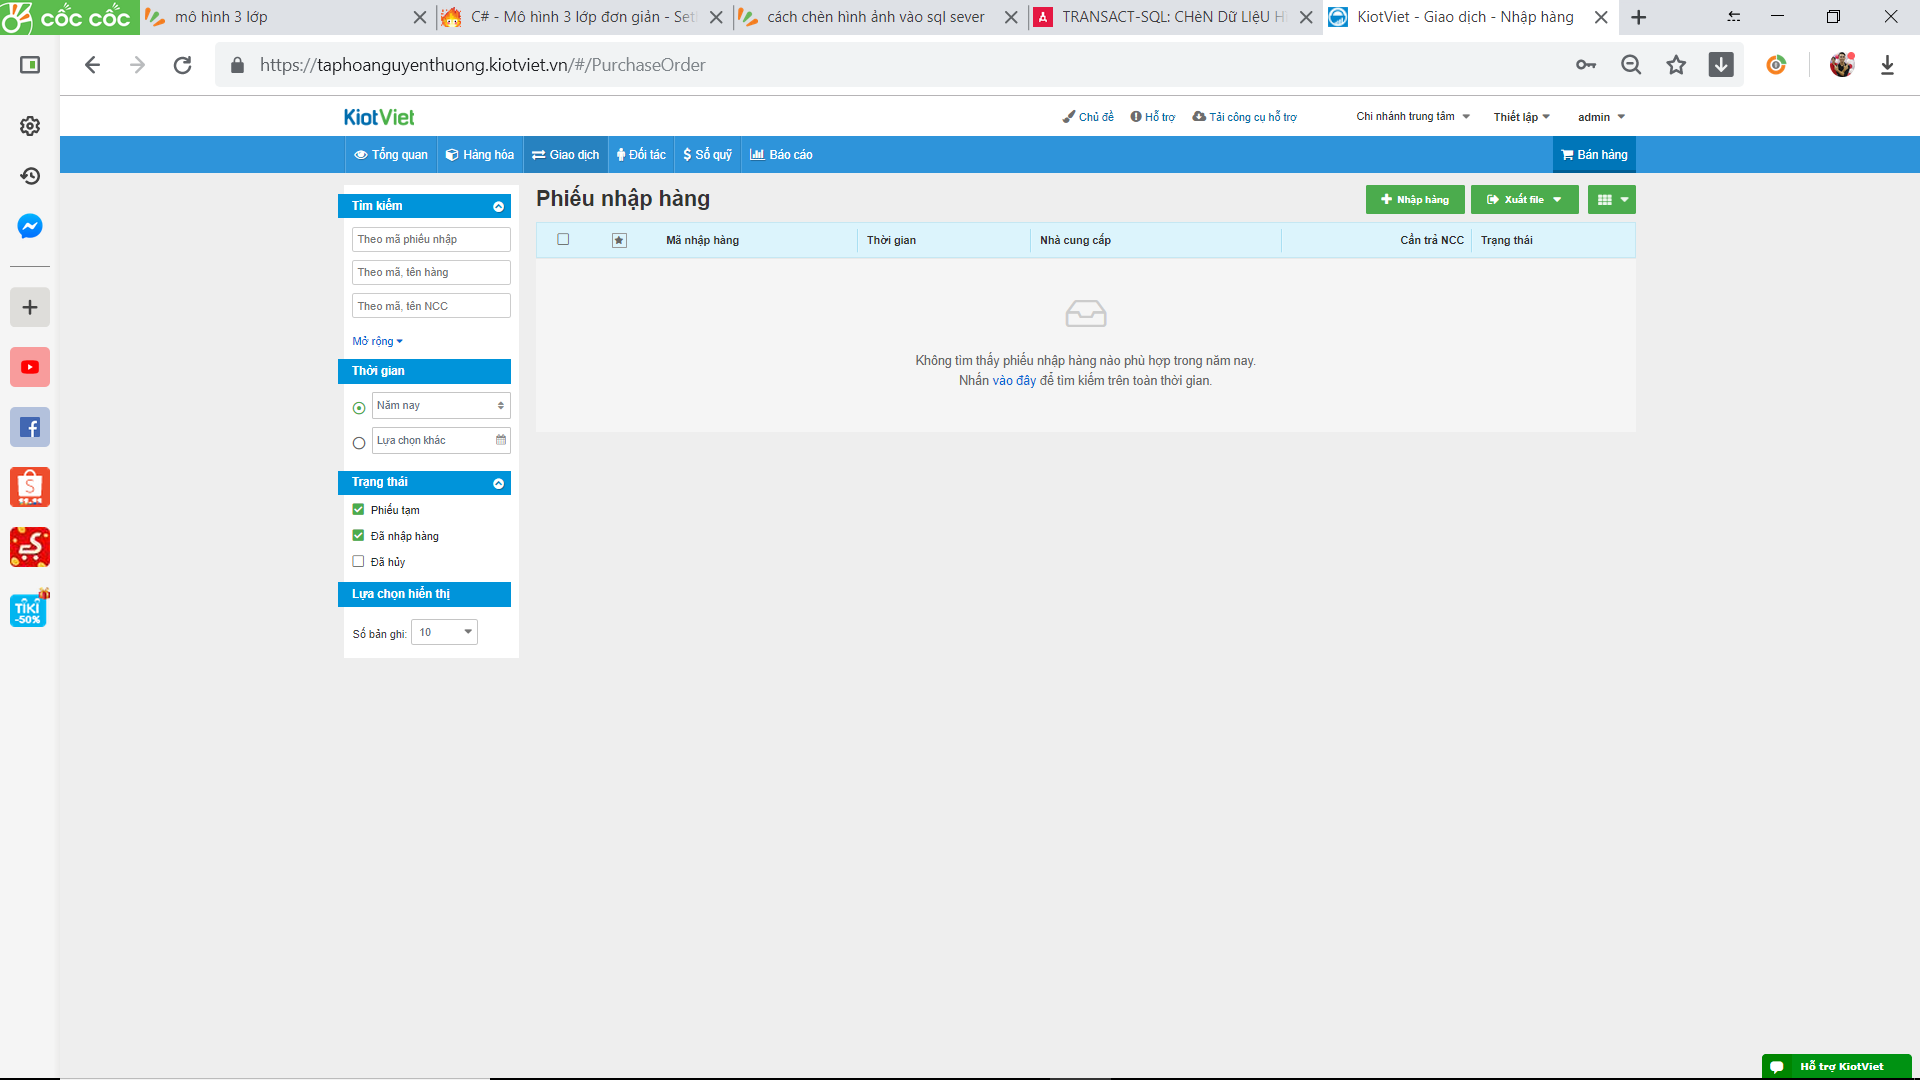 cốc cốc
mô hình 3 lớp
C# - Mô hình 3 lớp đơn giản - Set
cách chèn hình ảnh vào sql sever
TRANSACT-SQL: CHèN Dữ LIệU H
KiotViet - Giao dịch - Nhập hàng
https://taphoanguyenthuong.kiotviet.vn/#/PurchaseOrder
KiotViet
Chủ đề
Hỗ trợ
Tải công cụ hỗ trợ
Chi nhánh trung tâm
Thiết lập
admin
Tổng quan
Hàng hóa
Giao dịch
Đối tác
Sổ quỹ
Báo cáo
Bán hàng
Phiếu nhập hàng
Nhập hàng
Xuất file
Mã nhập hàng
Thời gian
Nhà cung cấp
Cần trả NCC
Trạng thái
Không tìm thấy phiếu nhập hàng nào phù hợp trong năm nay.
Nhấn vào đây để tìm kiếm trên toàn thời gian.
Tìm kiếm
Theo mã phiếu nhập
Theo mã, tên hàng
Theo mã, tên NCC
Mở rộng
Thời gian
Năm nay
Lựa chọn khác
Trạng thái
Phiếu tạm
Đã nhập hàng
Đã hủy
Lựa chọn hiển thị
Số bản ghi: 10
TIKI
-50%
Hỗ trợ KiotViet